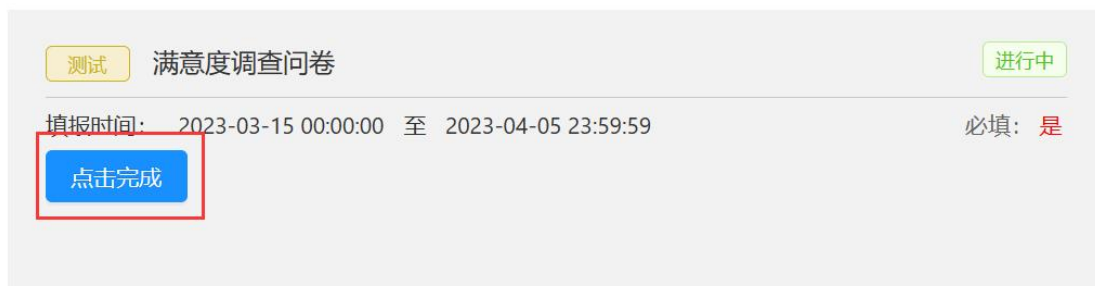 测试 满意度调查问卷 进行中
填报时间: 2023-03-15 00:00:00 至 2023-04-05 23:59:59 必填: 是
点击完成